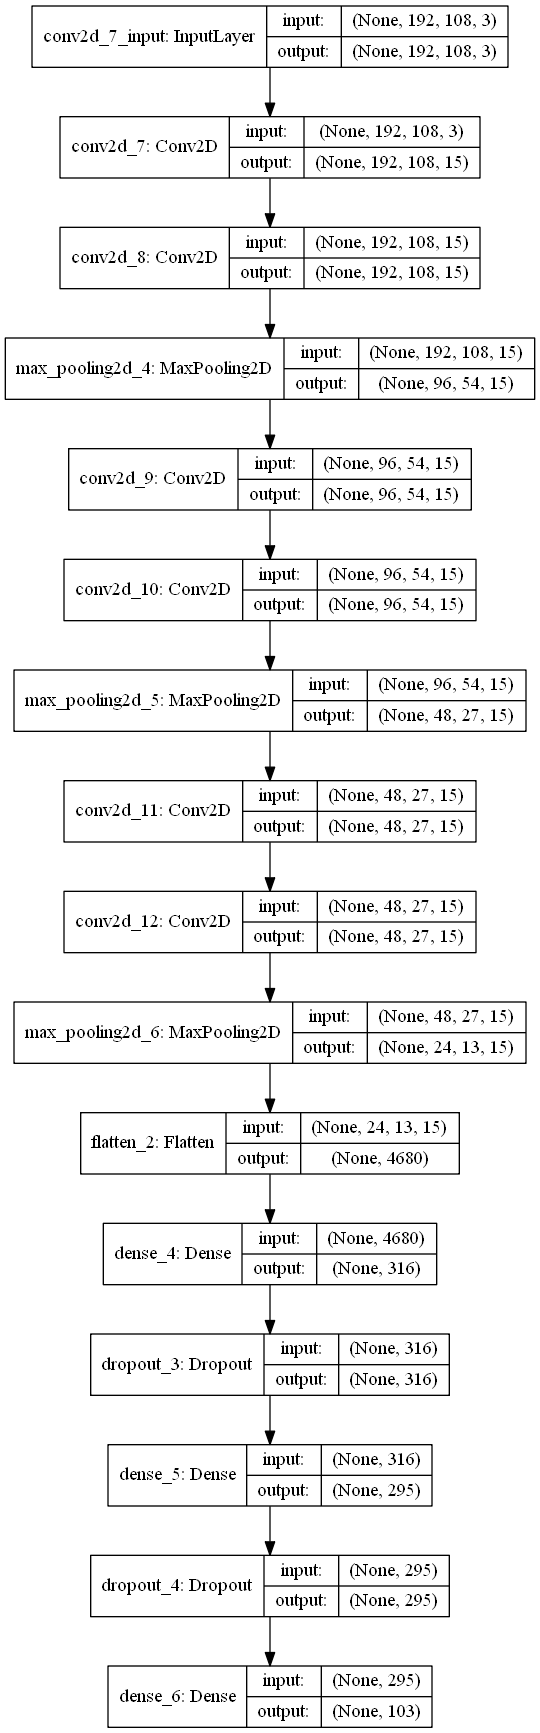 conv2d_7_input: InputLayer
input: (None, 192, 108, 3)
output: (None, 192, 108, 3)
conv2d_7: Conv2D
input: (None, 192, 108, 3)
output: (None, 192, 108, 15)
conv2d_8: Conv2D
input: (None, 192, 108, 15)
output: (None, 192, 108, 15)
max_pooling2d_4: MaxPooling2D
input: (None, 192, 108, 15)
output: (None, 96, 54, 15)
conv2d_9: Conv2D
input: (None, 96, 54, 15)
output: (None, 96, 54, 15)
conv2d_10: Conv2D
input: (None, 96, 54, 15)
output: (None, 96, 54, 15)
max_pooling2d_5: MaxPooling2D
input: (None, 96, 54, 15)
output: (None, 48, 27, 15)
conv2d_11: Conv2D
input: (None, 48, 27, 15)
output: (None, 48, 27, 15)
conv2d_12: Conv2D
input: (None, 48, 27, 15)
output: (None, 48, 27, 15)
max_pooling2d_6: MaxPooling2D
input: (None, 48, 27, 15)
output: (None, 24, 13, 15)
flatten_2: Flatten
input: (None, 24, 13, 15)
output: (None, 4680)
dense_4: Dense
input: (None, 4680)
output: (None, 316)
dropout_3: Dropout
input: (None, 316)
output: (None, 316)
dense_5: Dense
input: (None, 316)
output: (None, 295)
dropout_4: Dropout
input: (None, 295)
output: (None, 295)
dense_6: Dense
input: (None, 295)
output: (None, 103)